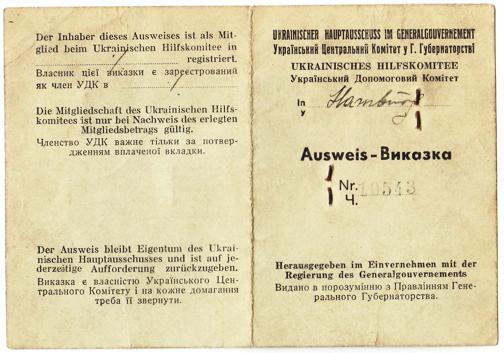 Der Inhaber dieses Ausweises ist als Mit-
glied beim Ukrainischen Hilfskomitee in
registriert.
Власник цієї виказки є зареєстрований
як член УДК в
Die Mitgliedschaft des Ukrainischen Hilfs-
komitees ist nur bei Nachweis des erlegten
Mitgliedsbetrags gültig.
Членство УДК важне тільки за потвер-
дженням вплаченої вкладки.
Der Ausweis bleibt Eigentum des Ukrai-
nischen Hauptausschusses und ist auf je-
derzeitige Aufforderung zurückzugeben.
Виказка є власністю Українського Цен-
трального Комітету і на кожне домагання
треба її звернути.
UKRAINISCHER HAUPTAUSSCHUSS IM GENERALGOUVERNEMENT
Український Центральний Комітет у Г. Губернаторстві
UKRAINISCHES HILFSKOMITEE
Український Допомоговий Комітет
In
У
Hamburg
Ausweis - Виказка
Nr. 10543
Ч.
Herausgegeben im Einvernehmen mit der
Regierung des Generalgouvernements
Видано в порозумінню з Правлінням Гене-
рального Губернаторства.